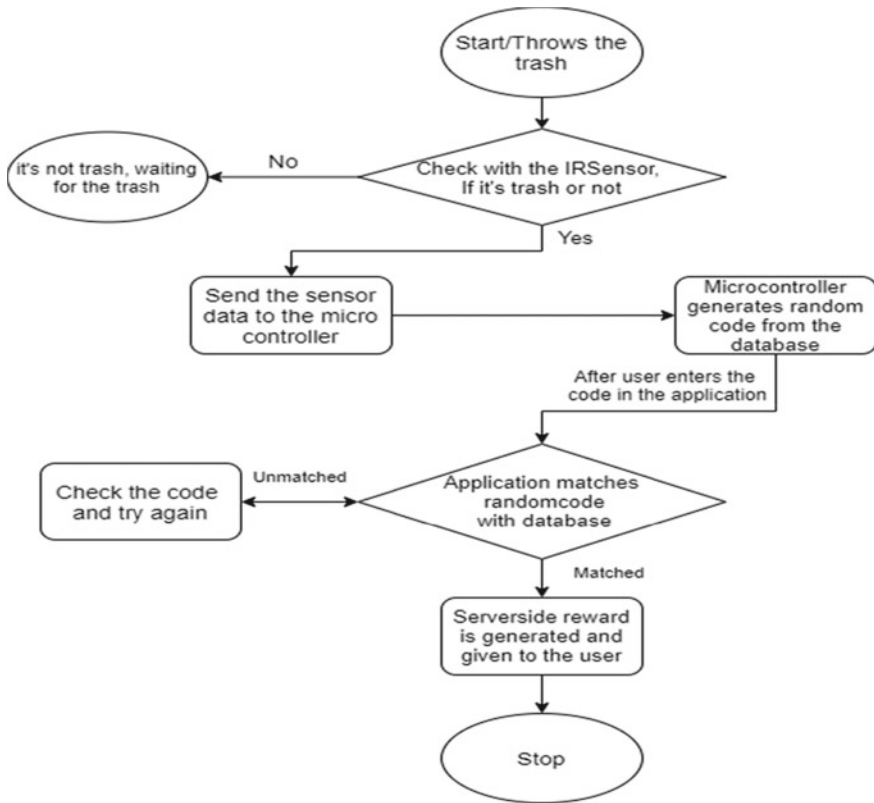 Start/Throws the
trash
No
it's not trash, waiting
for the trash
Check with the IRSensor,
If it's trash or not
Yes
Send the sensor
data to the micro
controller
Microcontroller
generates random
code from the
database
After user enters the
code in the application
Unmatched
Check the code
and try again
Application matches
randomcode
with database
Matched
Serverside reward
is generated and
given to the user
Stop